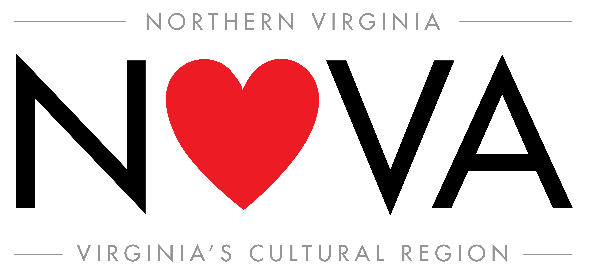 NORTHERN VIRGINIA
N♥VA
VIRGINIA'S CULTURAL REGION